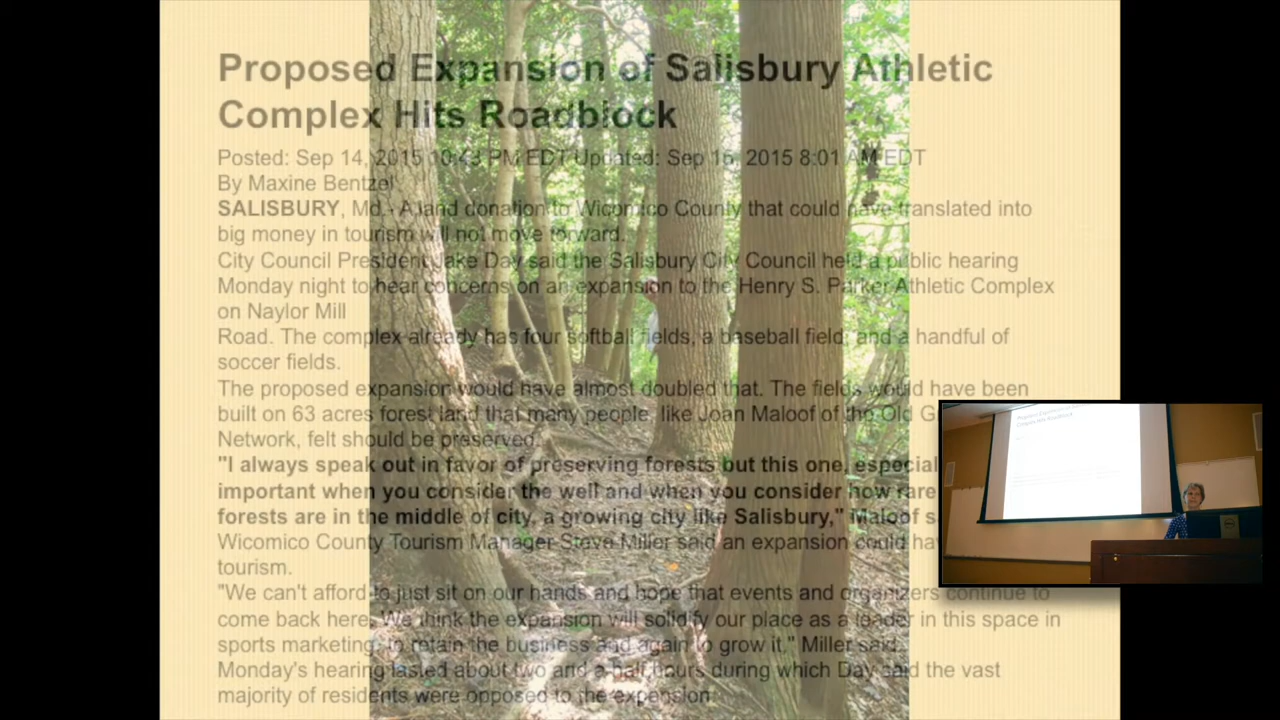 Proposed Expansion of Salisbury Athletic
Complex Hits Roadblock
Posted: Sep 14, 2015 10:43 PM EDT Updated: Sep 15, 2015 8:01 AM EDT
By Maxine Bentzel
SALISBURY, Md.- A land donation to Wicomico County that could have translated into
big money in tourism will not move forward.
City Council President Jake Day said the Salisbury City Council held a public hearing
Monday night to hear concerns on an expansion to the Henry S. Parker Athletic Complex
on Naylor Mill
Road. The complex already has four softball fields, a baseball field, and a handful of
soccer fields.
The proposed expansion would have almost doubled that. The fields would have been
built on 63 acres forest land that many people, like Joan Maloof of the Old G
Network, felt should be preserved.
"I always speak out in favor of preserving forests but this one, especial
important when you consider the well and when you consider how rare
forests are in the middle of city, a growing city like Salisbury," Maloof s
Wicomico County Tourism Manager Steve Miller said an expansion could ha
tourism.
"We can't afford to just sit on our hands and hope that events and organizers continue to
come back here. We think the expansion will solidify our place as a leader in this space in
sports marketing, to retain the business and again to grow it," Miller said.
Monday's hearing lasted about two and a half hours during which Day said the vast
majority of residents were opposed to the expansion
Proposed Expansion of
Complex Hits Roadblock